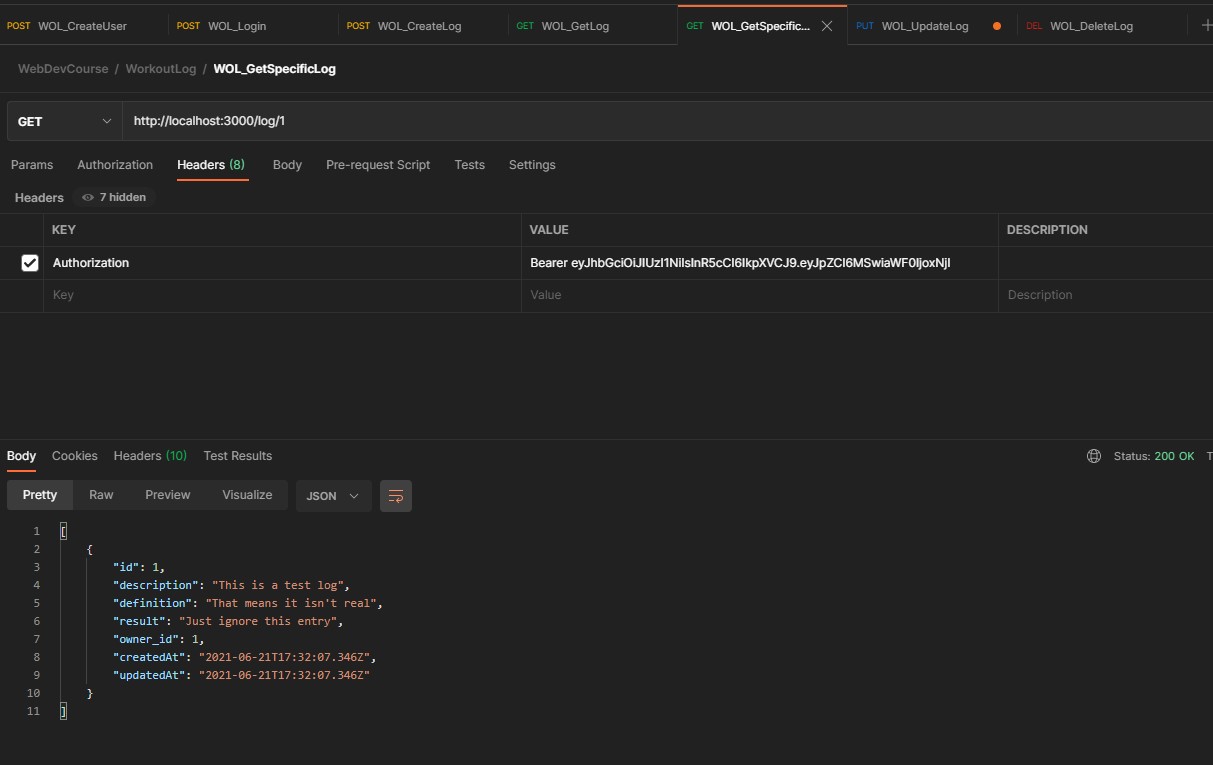 POST WOL_CreateUser POST WOL_Login POST WOL_CreateLog GET WOL_GetLog GET WOL_GetSpecific... PUT WOL_UpdateLog DEL WOL_DeleteLog
WebDevCourse / WorkoutLog / WOL_GetSpecificLog
GET http://localhost:3000/log/1
Params Authorization Headers (8) Body Pre-request Script Tests Settings
Headers 7 hidden
KEY VALUE DESCRIPTION
Authorization Bearer eyJhbGciOiJIUzI1NiIsInR5cCI6IkpXVCJ9.eyJpZCI6MSwiaWF0IjoxNjI
Key Value Description
Body Cookies Headers (10) Test Results Status: 200 OK T
Pretty Raw Preview Visualize JSON
1 [
2 {
3 "id": 1,
4 "description": "This is a test log",
5 "definition": "That means it isn't real",
6 "result": "Just ignore this entry",
7 "owner_id": 1,
8 "createdAt": "2021-06-21T17:32:07.346Z",
9 "updatedAt": "2021-06-21T17:32:07.346Z"
10 }
11 ]